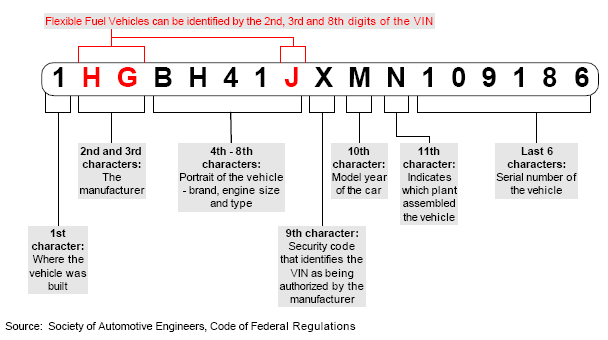 Flexible Fuel Vehicles can be identified by the 2nd, 3rd and 8th digits of the VIN
1 H G B H 4 1 J X M N 1 0 9 1 8 6
2nd and 3rd
characters:
The
manufacturer
4th - 8th
characters:
Portrait of the vehicle
- brand, engine size
and type
10th
character:
Model year
of the car
11th
character:
Indicates
which plant
assembled
the vehicle
Last 6
characters:
Serial number of
the vehicle
1st
character:
Where the
vehicle was
built
9th character:
Security code
that identifies the
VIN as being
authorized by the
manufacturer
Source: Society of Automotive Engineers, Code of Federal Regulations